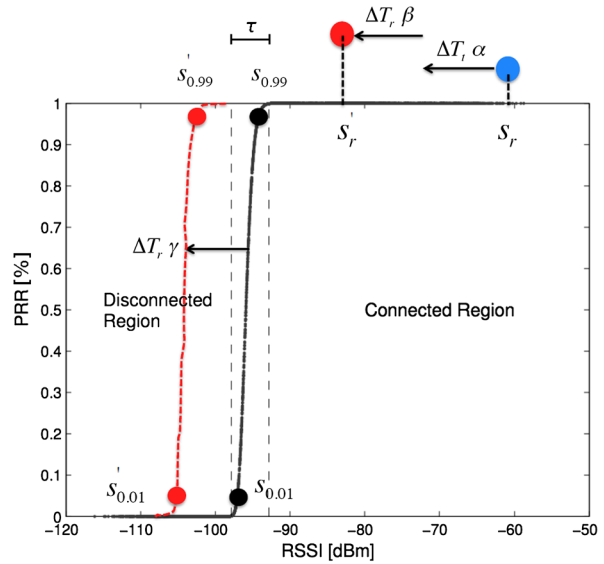 τ
ΔT_r β
ΔT_t α
s'_0.99
s_0.99
s'_r
s_r
1
0.9
0.8
0.7
0.6
0.5
0.4
0.3
0.2
0.1
0
PRR [%]
ΔT_r γ
Disconnected
Region
Connected Region
s'_0.01
s_0.01
-120
-110
-100
-90
-80
-70
-60
-50
RSSI [dBm]